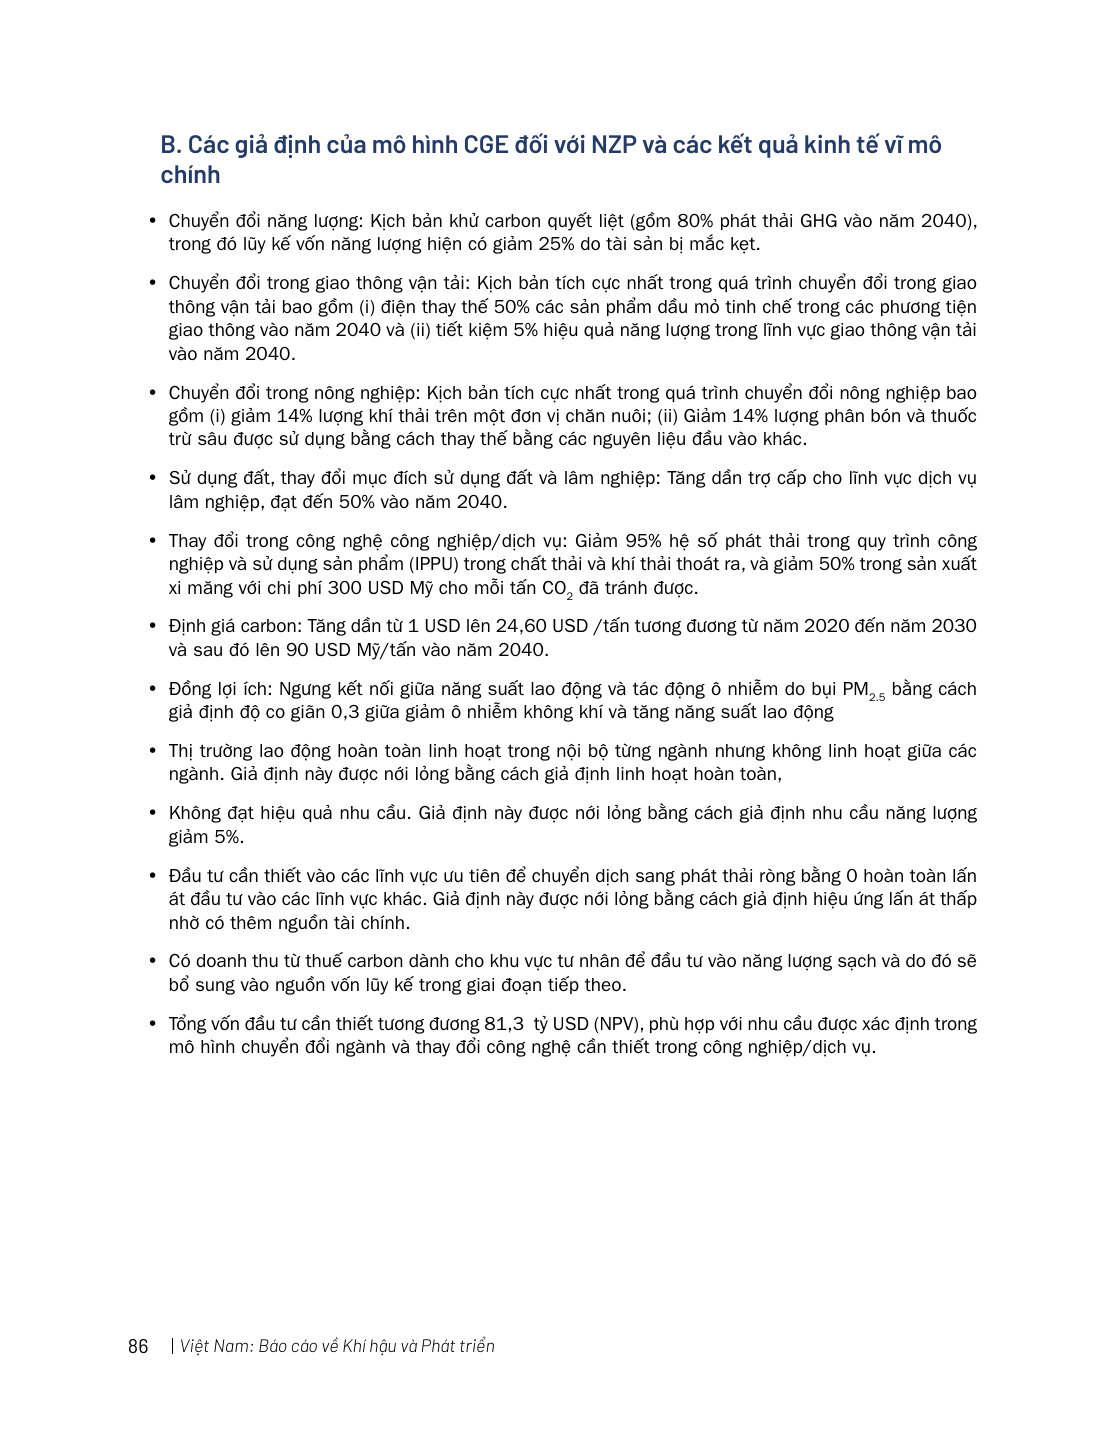 B. Các giả định của mô hình CGE đối với NZP và các kết quả kinh tế vĩ mô
chính
• Chuyển đổi năng lượng: Kịch bản khử carbon quyết liệt (gồm 80% phát thải GHG vào năm 2040),
trong đó lũy kế vốn năng lượng hiện có giảm 25% do tài sản bị mắc kẹt.
• Chuyển đổi trong giao thông vận tải: Kịch bản tích cực nhất trong quá trình chuyển đổi trong giao
thông vận tải bao gồm (i) điện thay thế 50% các sản phẩm dầu mỏ tinh chế trong các phương tiện
giao thông vào năm 2040 và (ii) tiết kiệm 5% hiệu quả năng lượng trong lĩnh vực giao thông vận tải
vào năm 2040.
• Chuyển đổi trong nông nghiệp: Kịch bản tích cực nhất trong quá trình chuyển đổi nông nghiệp bao
gồm (i) giảm 14% lượng khí thải trên một đơn vị chăn nuôi; (ii) Giảm 14% lượng phân bón và thuốc
trừ sâu được sử dụng bằng cách thay thế bằng các nguyên liệu đầu vào khác.
• Sử dụng đất, thay đổi mục đích sử dụng đất và lâm nghiệp: Tăng dần trợ cấp cho lĩnh vực dịch vụ
lâm nghiệp, đạt đến 50% vào năm 2040.
• Thay đổi trong công nghệ công nghiệp/dịch vụ: Giảm 95% hệ số phát thải trong quy trình công
nghiệp và sử dụng sản phẩm (IPPU) trong chất thải và khí thải thoát ra, và giảm 50% trong sản xuất
xi măng với chi phí 300 USD Mỹ cho mỗi tấn CO2 đã tránh được.
• Định giá carbon: Tăng dần từ 1 USD lên 24,60 USD /tấn tương đương từ năm 2020 đến năm 2030
và sau đó lên 90 USD Mỹ/tấn vào năm 2040.
• Đồng lợi ích: Ngưng kết nối giữa năng suất lao động và tác động ô nhiễm do bụi PM2.5 bằng cách
giả định độ co giãn 0,3 giữa giảm ô nhiễm không khí và tăng năng suất lao động
• Thị trường lao động hoàn toàn linh hoạt trong nội bộ từng ngành nhưng không linh hoạt giữa các
ngành. Giả định này được nới lỏng bằng cách giả định linh hoạt hoàn toàn,
• Không đạt hiệu quả nhu cầu. Giả định này được nới lỏng bằng cách giả định nhu cầu năng lượng
giảm 5%.
• Đầu tư cần thiết vào các lĩnh vực ưu tiên để chuyển dịch sang phát thải ròng bằng 0 hoàn toàn lấn
át đầu tư vào các lĩnh vực khác. Giả định này được nới lỏng bằng cách giả định hiệu ứng lấn át thấp
nhờ có thêm nguồn tài chính.
• Có doanh thu từ thuế carbon dành cho khu vực tư nhân để đầu tư vào năng lượng sạch và do đó sẽ
bổ sung vào nguồn vốn lũy kế trong giai đoạn tiếp theo.
• Tổng vốn đầu tư cần thiết tương đương 81,3 tỷ USD (NPV), phù hợp với nhu cầu được xác định trong
mô hình chuyển đổi ngành và thay đổi công nghệ cần thiết trong công nghiệp/dịch vụ.
86 | Việt Nam: Báo cáo về Khí hậu và Phát triển